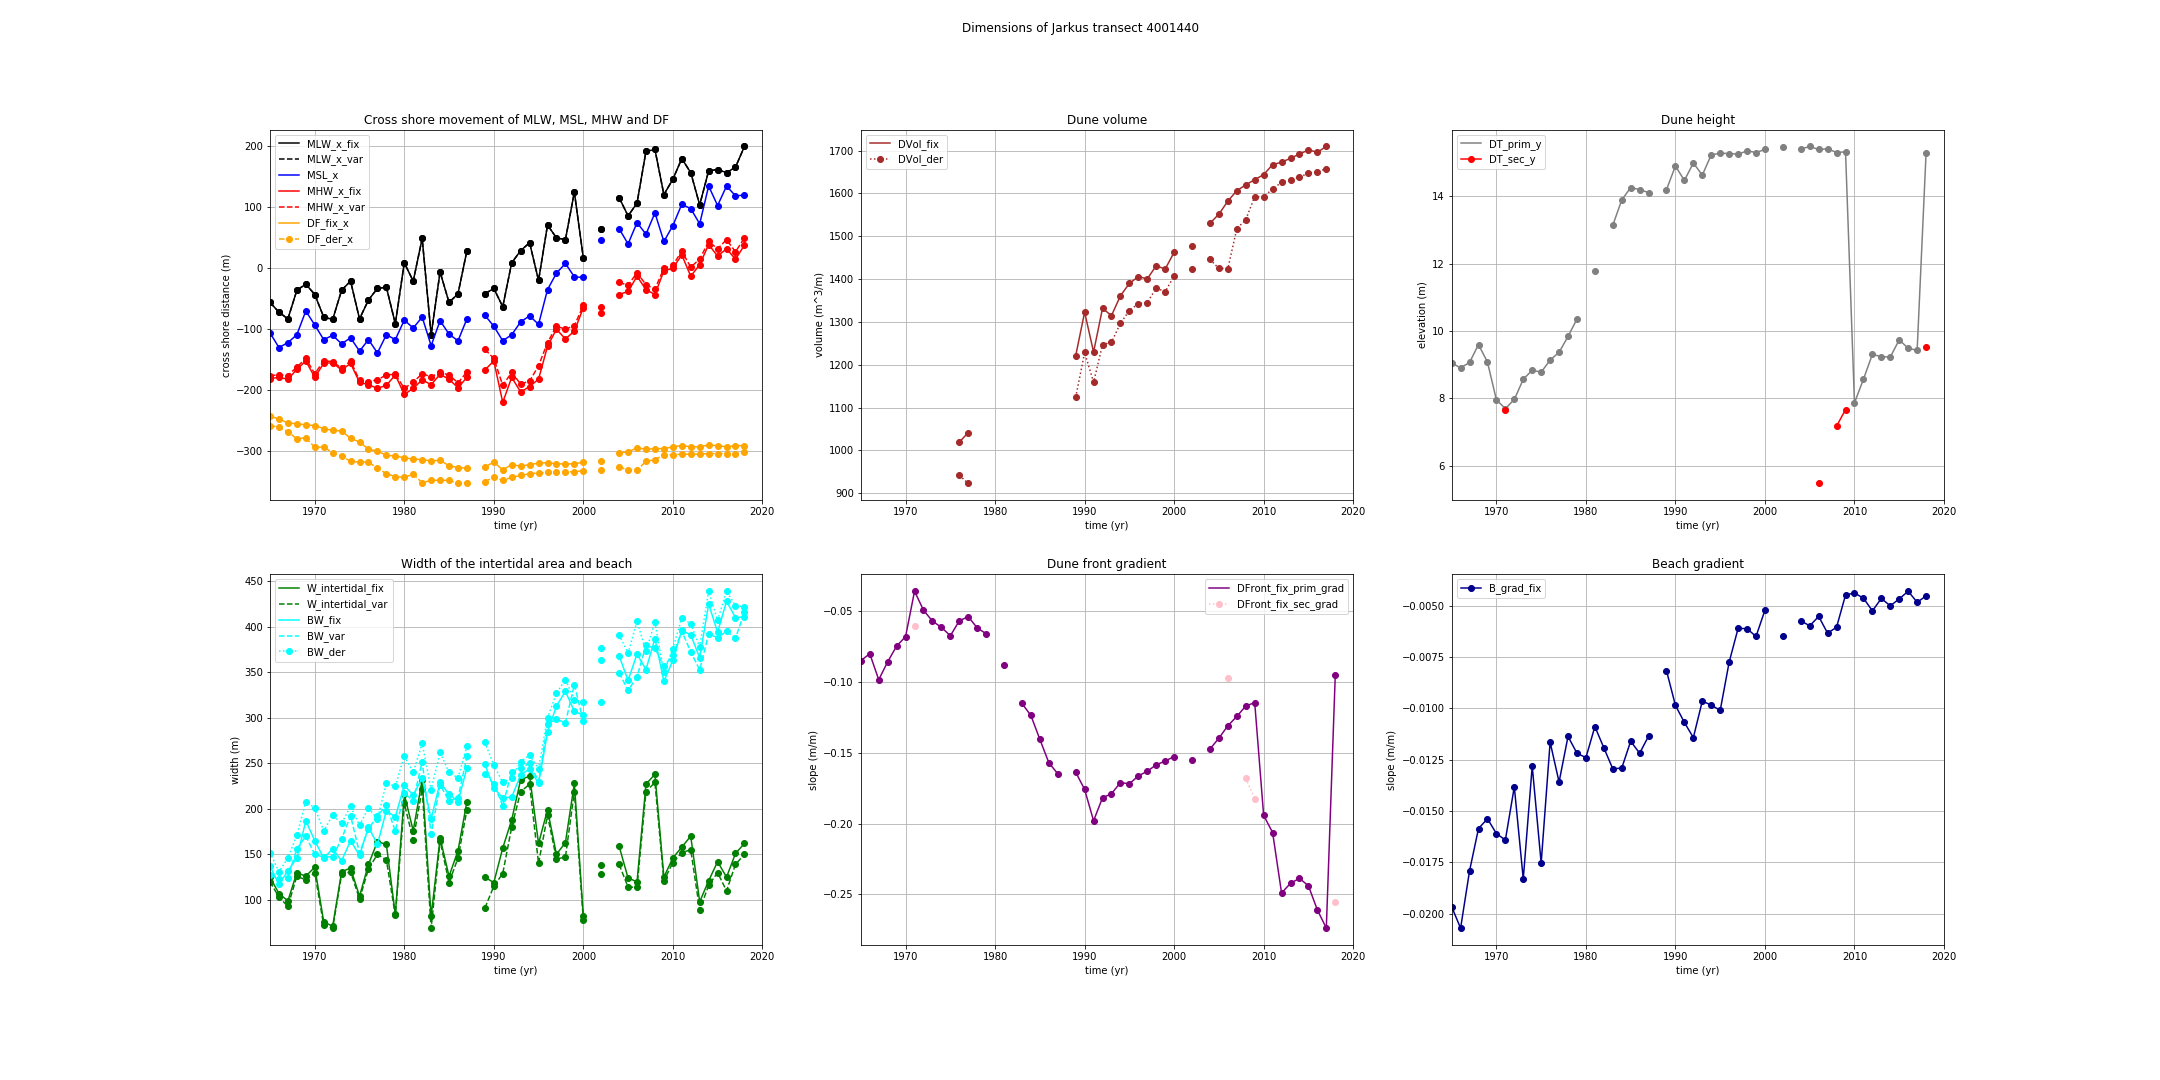 Dimensions of Jarkus transect 4001440
Cross shore movement of MLW, MSL, MHW and DF
200
100
0
−100
−200
−300
cross shore distance (m)
MLW_x_fix
MLW_x_var
MSL_x
MHW_x_fix
MHW_x_var
DF_fix_x
DF_der_x
1970
1980
1990
2000
2010
2020
time (yr)
Dune volume
1700
1600
1500
1400
1300
1200
1100
1000
900
volume (m^3/m)
DVol_fix
DVol_der
1970
1980
1990
2000
2010
2020
time (yr)
Dune height
14
12
10
8
6
elevation (m)
DT_prim_y
DT_sec_y
1970
1980
1990
2000
2010
2020
time (yr)
Width of the intertidal area and beach
450
400
350
300
250
200
150
100
width (m)
W_intertidal_fix
W_intertidal_var
BW_fix
BW_var
BW_der
1970
1980
1990
2000
2010
2020
time (yr)
Dune front gradient
−0.05
−0.10
−0.15
−0.20
−0.25
slope (m/m)
DFront_fix_prim_grad
DFront_fix_sec_grad
1970
1980
1990
2000
2010
2020
time (yr)
Beach gradient
−0.0050
−0.0075
−0.0100
−0.0125
−0.0150
−0.0175
−0.0200
slope (m/m)
B_grad_fix
1970
1980
1990
2000
2010
2020
time (yr)